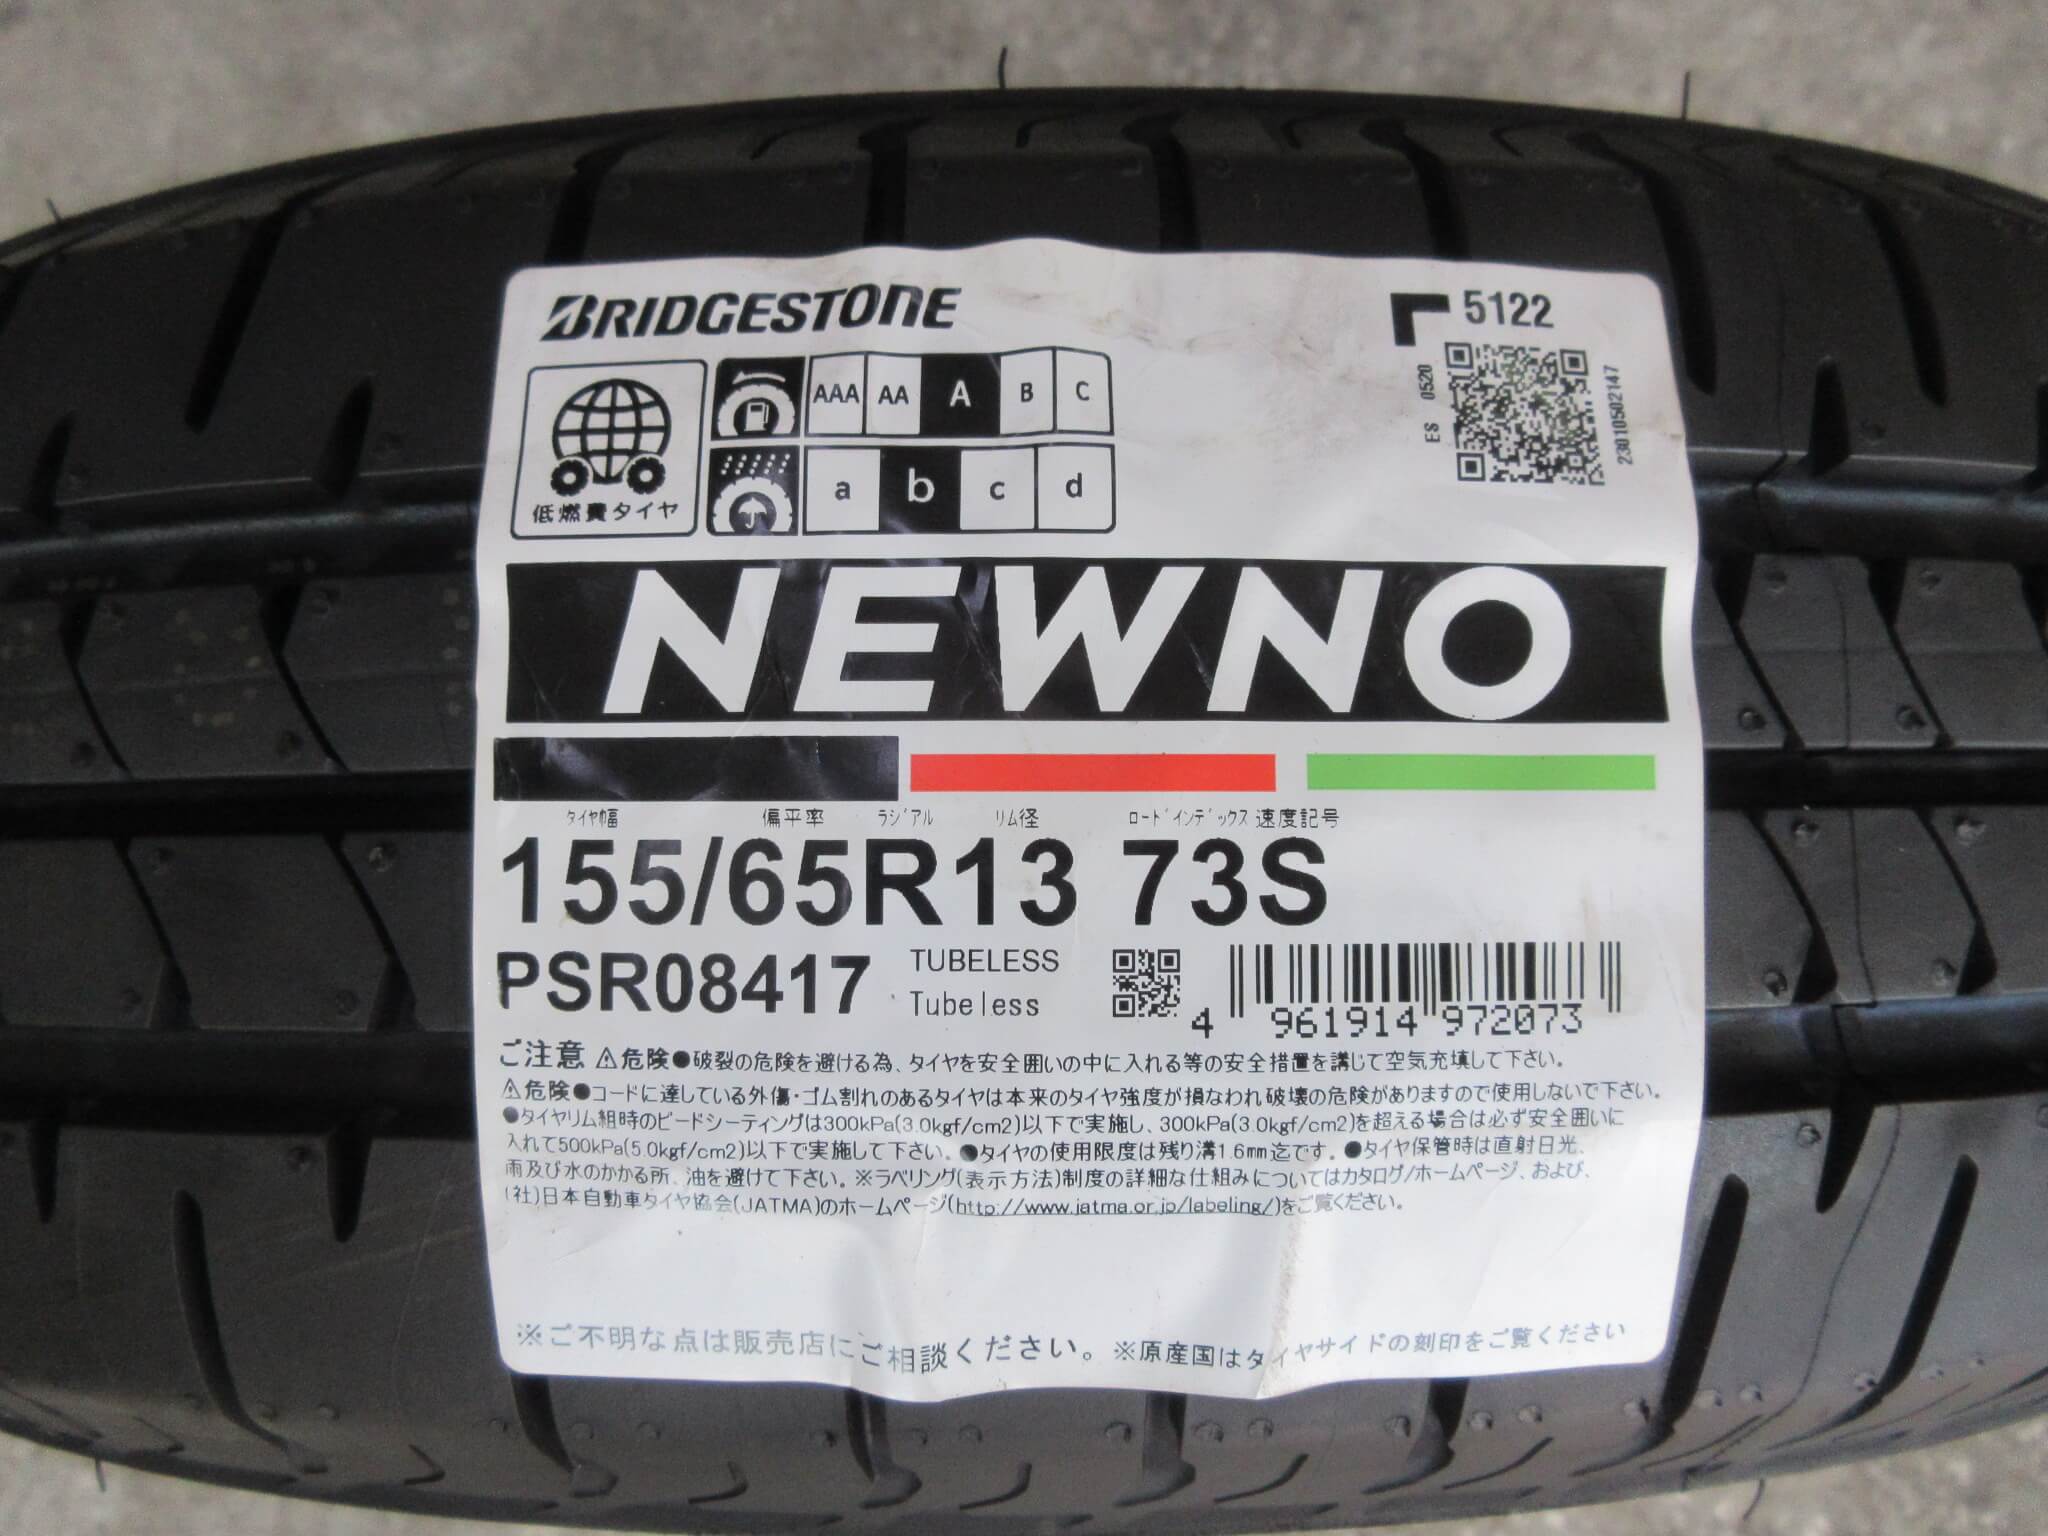 BRIDGESTONE
5122
低燃費タイヤ
AAA AA A B C
a b c d
ES 0520
230105021​47
NEWNO
タイヤ幅 偏平率 ラジアル リム径 ロードインデックス 速度記号
155/65R13 73S
PSR08417 TUBELESS
Tubeless
4 961914 972073
ご注意 ⚠危険●破裂の危険を避ける為、タイヤを安全囲いの中に入れる等の安全措置を講じて空気充填して下さい。
⚠危険●コードに達している外傷・ゴム割れのあるタイヤは本来のタイヤ強度が損なわれ破壊の危険がありますので使用しないで下さい。
●タイヤリム組時のビードシーティングは300kPa(3.0kgf/cm2)以下で実施し、300kPa(3.0kgf/cm2)を超える場合は必ず安全囲いに
入れて500kPa(5.0kgf/cm2)以下で実施して下さい。●タイヤの使用限度は残り溝1.6mm迄です。●タイヤ保管時は直射日光、
雨及び水のかかる所、油を避けて下さい。※ラベリング(表示方法)制度の詳細な仕組みについてはカタログ/ホームページ、および、
(社)日本自動車タイヤ協会(JATMA)のホームページ(http://www.jatma.or.jp/labeling/)をご覧ください。
※ご不明な点は販売店にご相談ください。※原産国はタイヤサイドの刻印をご覧ください